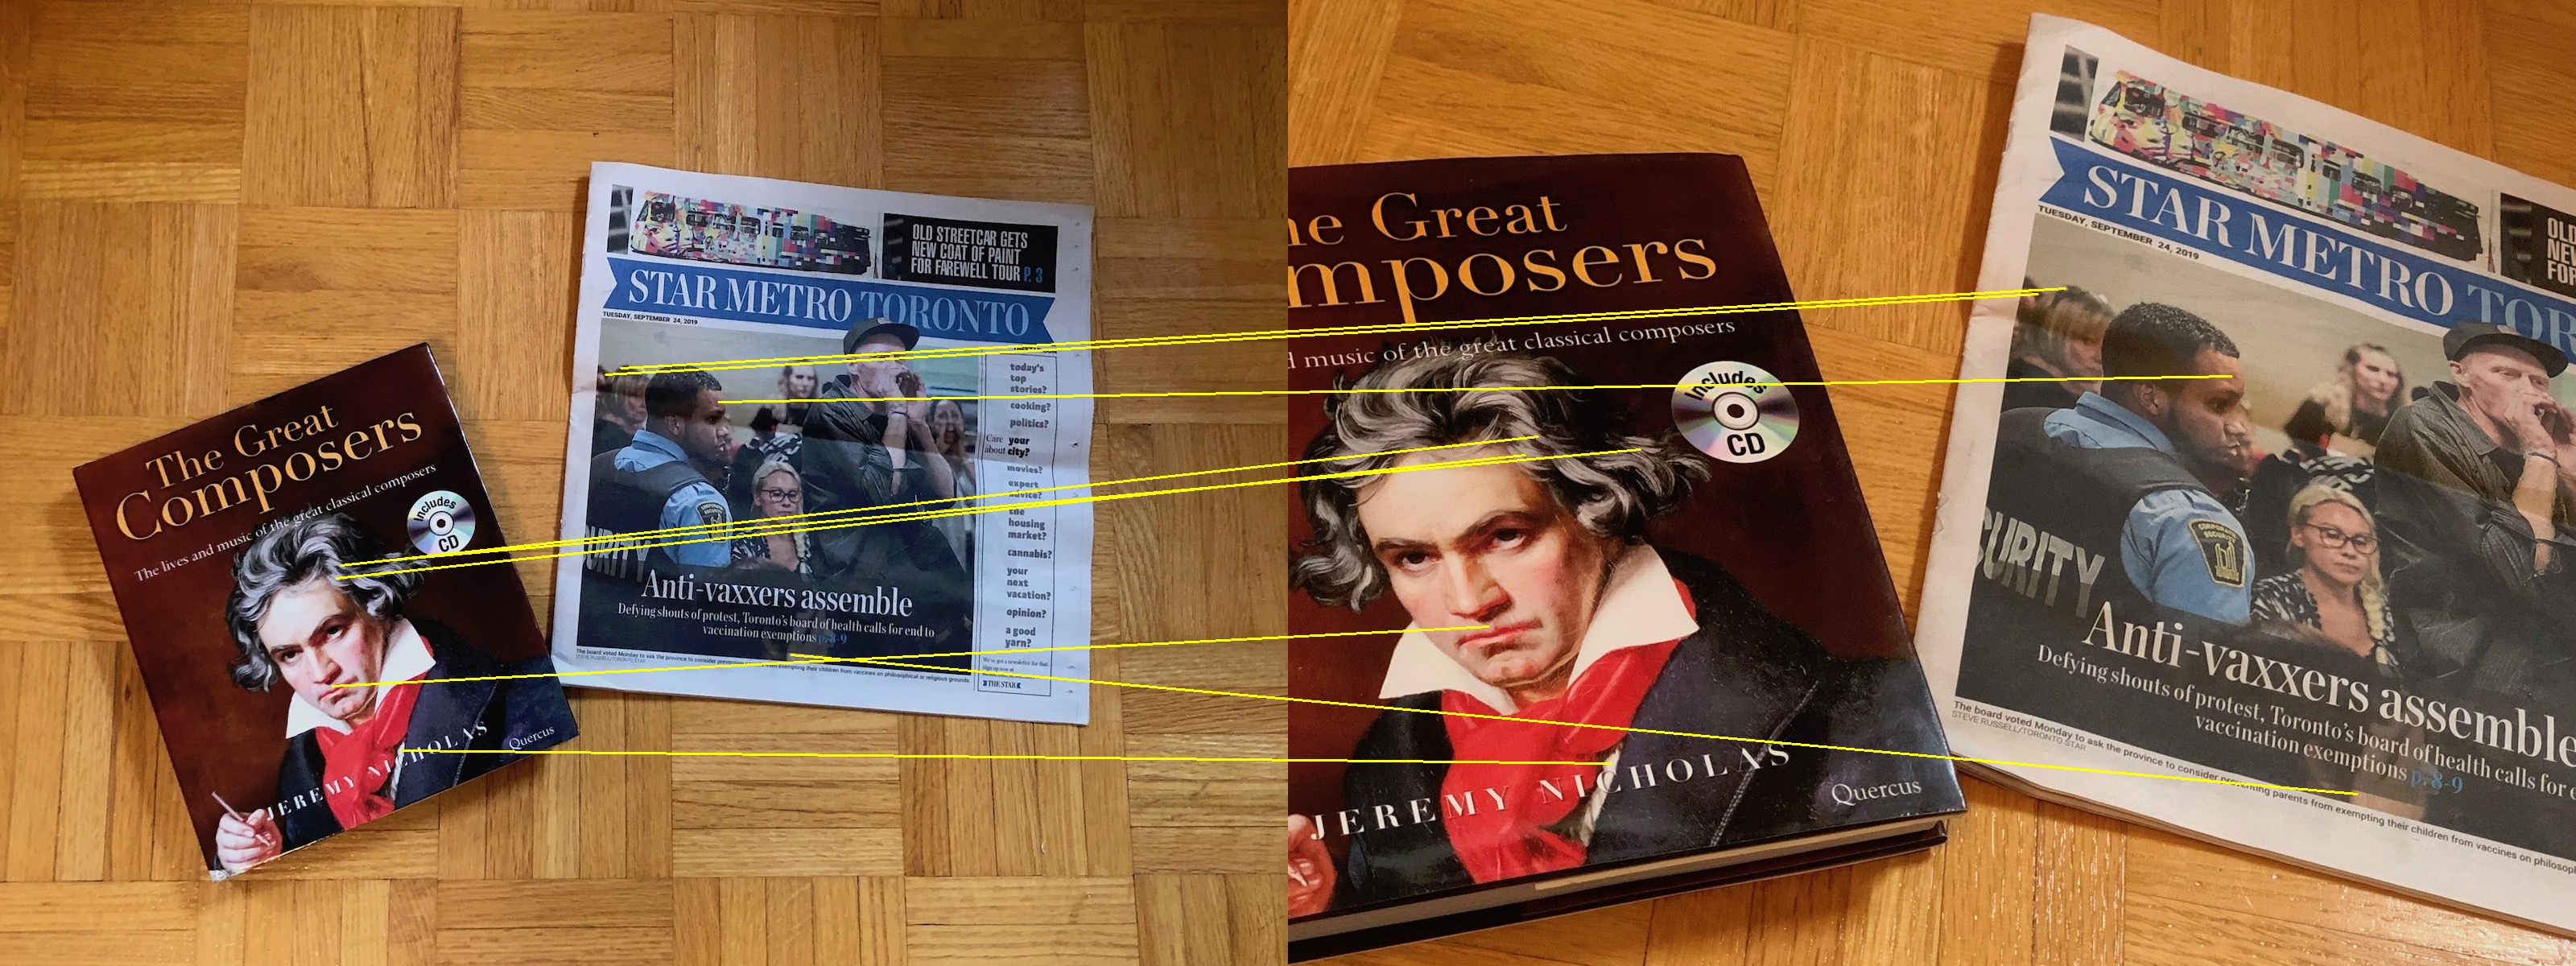 The Great
Composers
The lives and music of the great classical composers
Includes
CD
JEREMY NICHOLAS
Quercus
OLD STREETCAR GETS
NEW COAT OF PAINT
FOR FAREWELL TOUR P. 3
STAR METRO TORONTO
TUESDAY, SEPTEMBER 24, 2019
today's
top
stories?
cooking?
politics?
Care your
about city?
movies?
expert
advice?
the
housing
market?
cannabis?
your
next
vacation?
opinion?
a good
yarn?
We've got a newsletter for that.
Sign up now at
THE STAR
URITY
Anti-vaxxers assemble
Defying shouts of protest, Toronto's board of health calls for end to
vaccination exemptions p. 8-9
The board voted Monday to ask the province to consider preventing parents from exempting their children from vaccines on philosophical or religious grounds.
STEVE RUSSELL/TORONTO STAR
he Great
mposers
d music of the great classical composers
Includes
CD
JEREMY NICHOLAS
Quercus
OLD
NEW
FOR
STAR METRO TOR
TUESDAY, SEPTEMBER 24, 2019
CORPORATE
SECURITY
CURITY
Anti-vaxxers assemble
Defying shouts of protest, Toronto's board of health calls for e
vaccination exemptions p. 8-9
The board voted Monday to ask the province to consider preventing parents from exempting their children from vaccines on philosoph
STEVE RUSSELL/TORONTO STAR